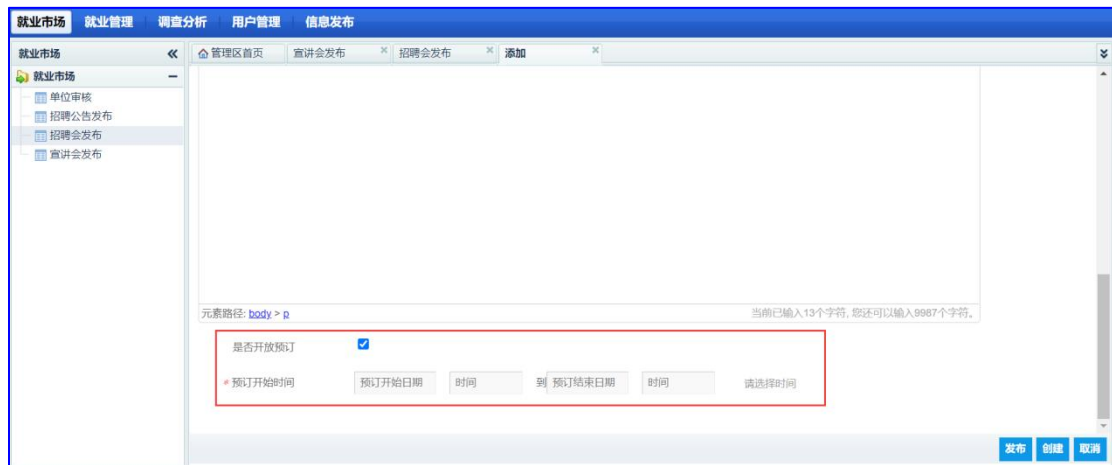 就业市场 就业管理 调查分析 用户管理 信息发布
就业市场 «
管理区首页 宣讲会发布 × 招聘会发布 × 添加 ×
就业市场 −
单位审核
招聘公告发布
招聘会发布
宣讲会发布
元素路径: body > p 当前已输入13个字符, 您还可以输入9987个字符。
是否开放预订
* 预订开始时间 预订开始日期 时间 到 预订结束日期 时间 请选择时间
发布 创建 取消